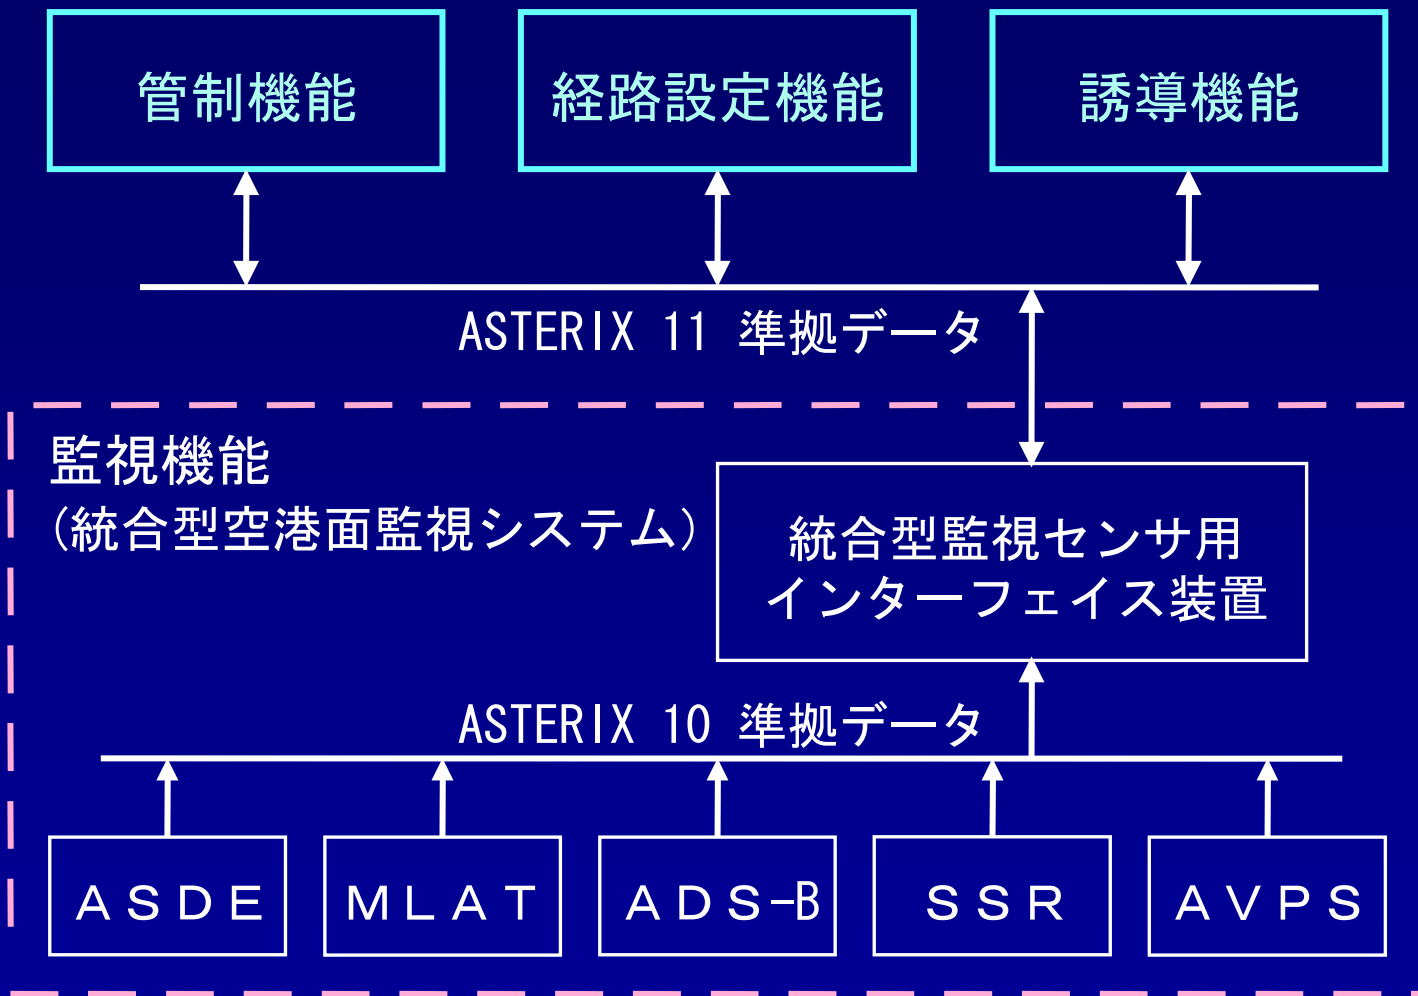 管制機能
経路設定機能
誘導機能
ASTERIX 11 準拠データ
監視機能
(統合型空港面監視システム)
統合型監視センサ用
インターフェイス装置
ASTERIX 10 準拠データ
ASDE
MLAT
ADS-B
SSR
AVPS